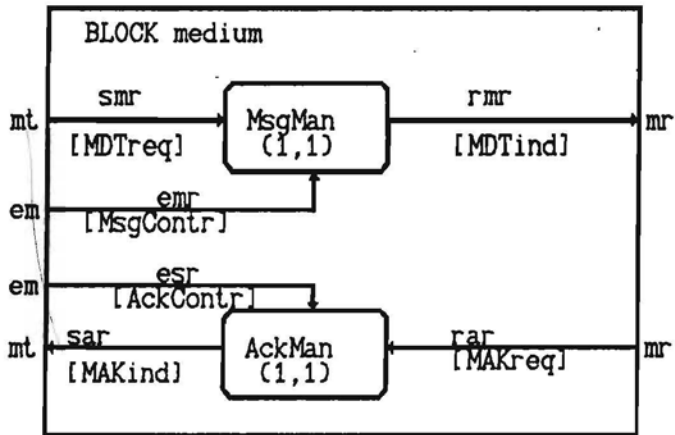 BLOCK medium
smr
rmr
mt
MsgMan
mr
[MDTreq]
(1,1)
[MDTind]
emr
em
[MsgContr]
esr
em
[AckContr]
sar
rar
mt
AckMan
mr
[MAKind]
(1,1)
[MAKreq]